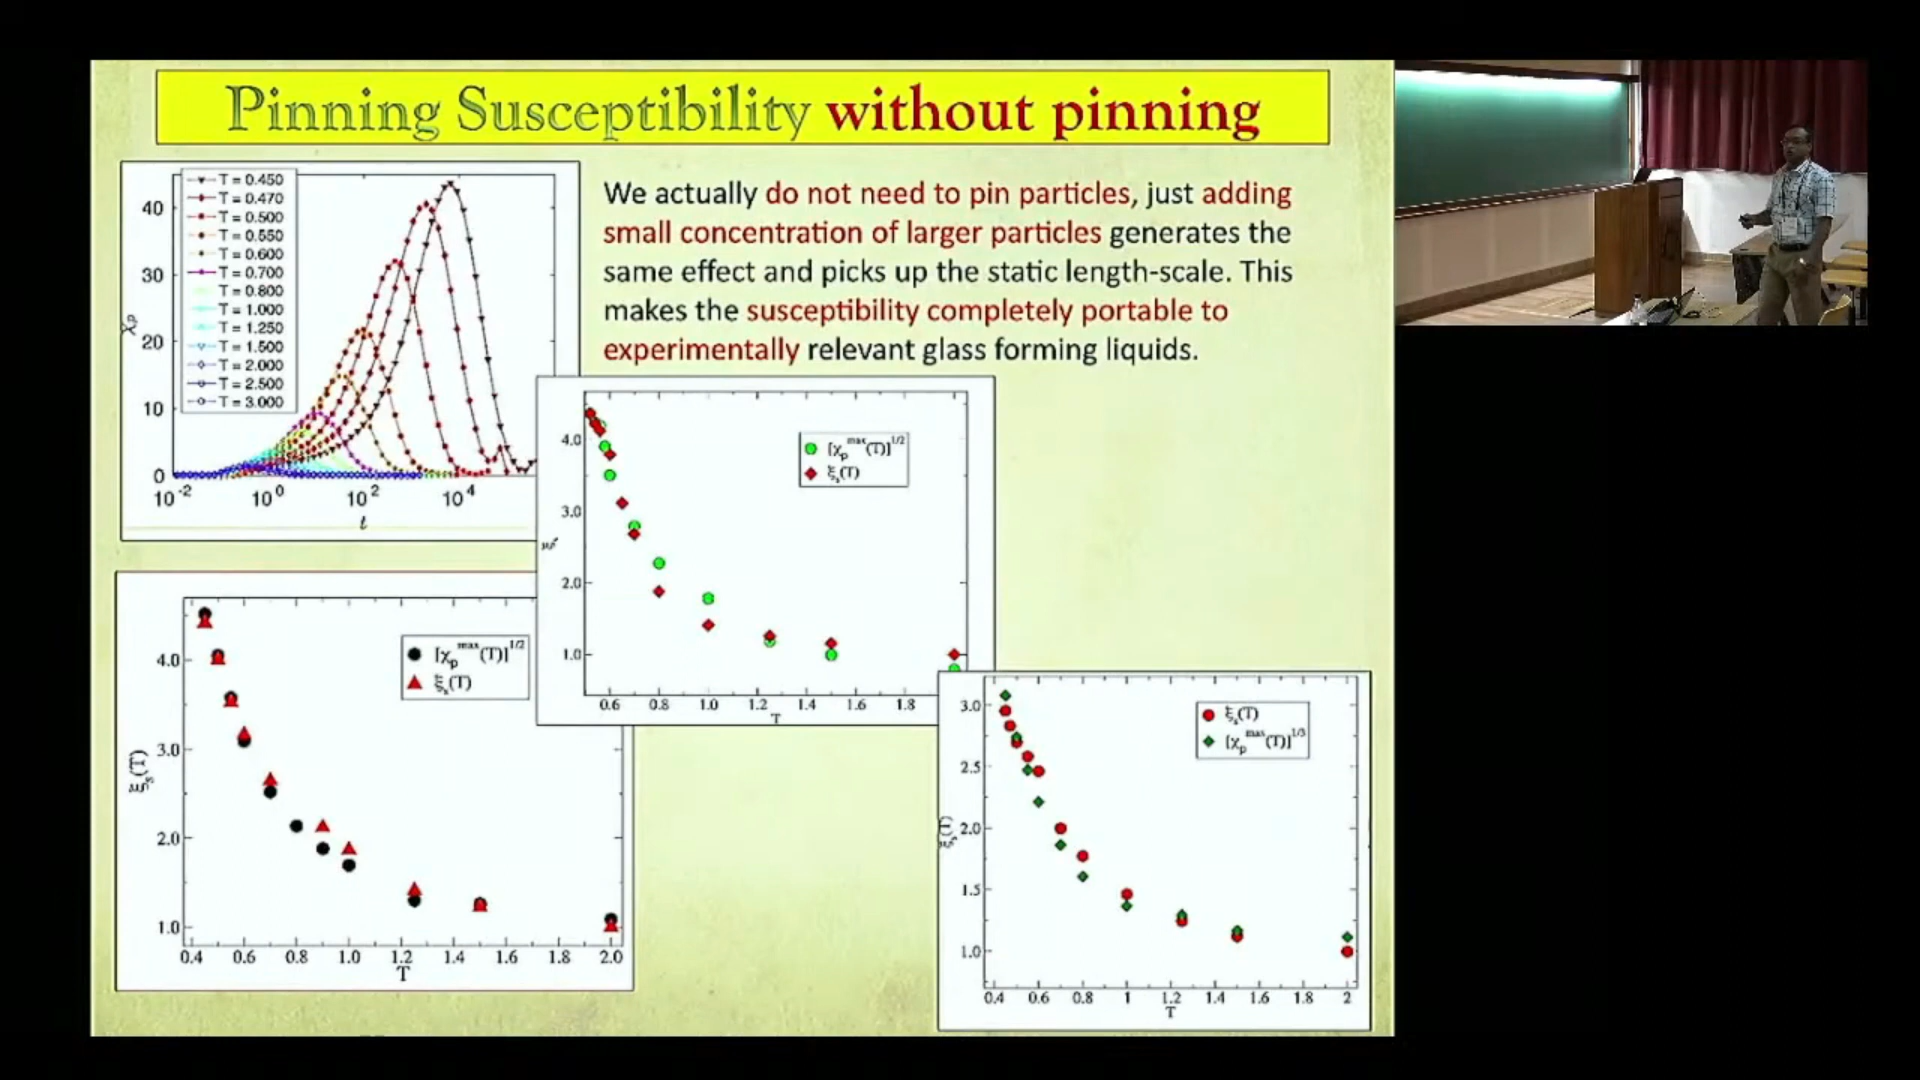 Pinning Susceptibility without pinning
We actually do not need to pin particles, just adding
small concentration of larger particles generates the
same effect and picks up the static length-scale. This
makes the susceptibility completely portable to
experimentally relevant glass forming liquids.
T = 0.450
T = 0.470
T = 0.500
T = 0.550
T = 0.600
T = 0.700
T = 0.800
T = 1.000
T = 1.250
T = 1.500
T = 2.000
T = 2.500
T = 3.000
40
30
20
10
0
χp
10^-2 10^0 10^2 10^4
t
[χp^max(T)]^1/2
ξs(T)
4.0
3.0
2.0
1.0
0.6 0.8 1.0 1.2 1.4 1.6 1.8
T
[χp^max(T)]^1/2
ξs(T)
4.0
3.0
2.0
1.0
ξs(T)
0.4 0.6 0.8 1.0 1.2 1.4 1.6 1.8 2.0
T
ξs(T)
[χp^max(T)]^1/3
3.0
2.5
2.0
1.5
1.0
ξs(T)
0.4 0.6 0.8 1 1.2 1.4 1.6 1.8 2
T